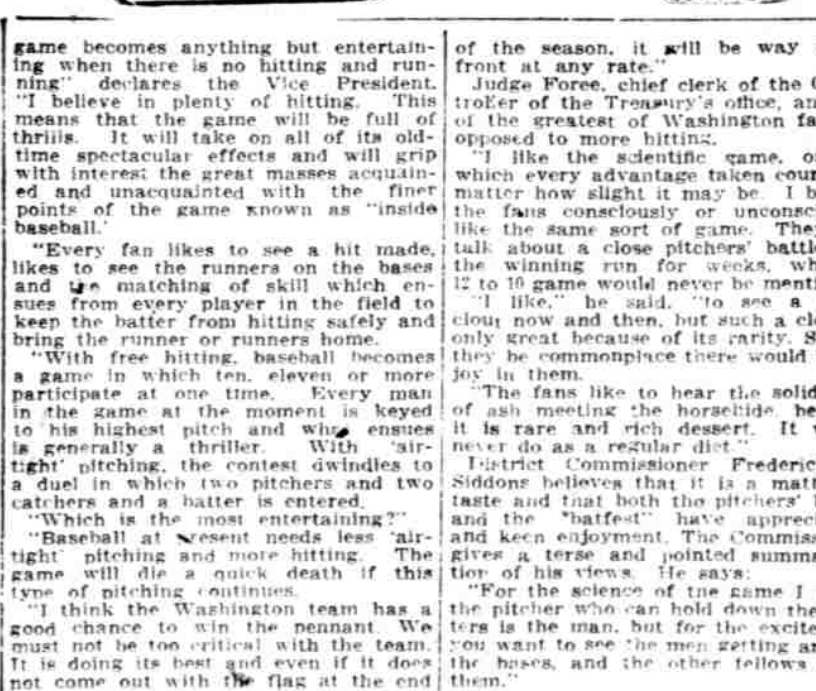 game becomes anything but entertain-
ing when there is no hitting and run-
ning" declares the Vice President.
"I believe in plenty of hitting. This
means that the game will be full of
thrills. It will take on all of its old-
time spectacular effects and will grip
with interest the great masses acquain-
ed and unacquainted with the finer
points of the game known as "inside
baseball.'
"Every fan likes to see a hit made,
likes to see the runners on the bases
and the matching of skill which en-
sues from every player in the field to
keep the batter from hitting safely and
bring the runner or runners home.
"With free hitting, baseball becomes
a game in which ten, eleven or more
participate at one time. Every man
in the game at the moment is keyed
to his highest pitch and what ensues
is generally a thriller. With 'air-
tight' pitching, the contest dwindles to
a duel in which two pitchers and two
catchers and a batter is entered.
"Which is the most entertaining?"
"Baseball at present needs less 'air-
tight' pitching and more hitting. The
game will die a quick death if this
type of pitching continues.
"I think the Washington team has a
good chance to win the pennant. We
must not be too critical with the team.
It is doing its best and even if it does
not come out with the flag at the end
of the season, it will be way
front at any rate."
Judge Foree, chief clerk of the
troller of the Treasury's office, an
of the greatest of Washington fa
opposed to more hitting.
"I like the scientific game, o
which every advantage taken coun
matter how slight it may be. I b
the fans consciously or unconsc
like the same sort of game. They
talk about a close pitchers' battl
the winning run for weeks, wh
12 to 10 game would never be menti
"I like," he said, "to see a
clout now and then, but such a cl
only great because of its rarity. S
they be commonplace there would
joy in them.
"The fans like to hear the solid
of ash meeting the horsehide, be
it is rare and rich dessert. It w
never do as a regular diet."
District Commissioner Frederic
Siddons believes that it is a matt
taste and that both the pitchers'
and the "batfest" have apprec
and keen enjoyment. The Commiss
gives a terse and pointed summa
tion of his views. He says:
"For the science of the game I
the pitcher who can hold down the
ters is the man, but for the excite
you want to see the men getting
the bases, and the other fellows
them."